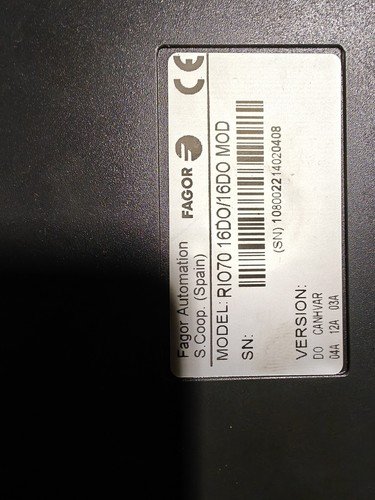 Fagor Automation
S.Coop. (Spain)
FAGOR
CE
MODEL: RIO70 16DO/16DO MOD
SN:
(SN) 108002214020408
VERSION:
DO CANHVAR
04A 12A 03A